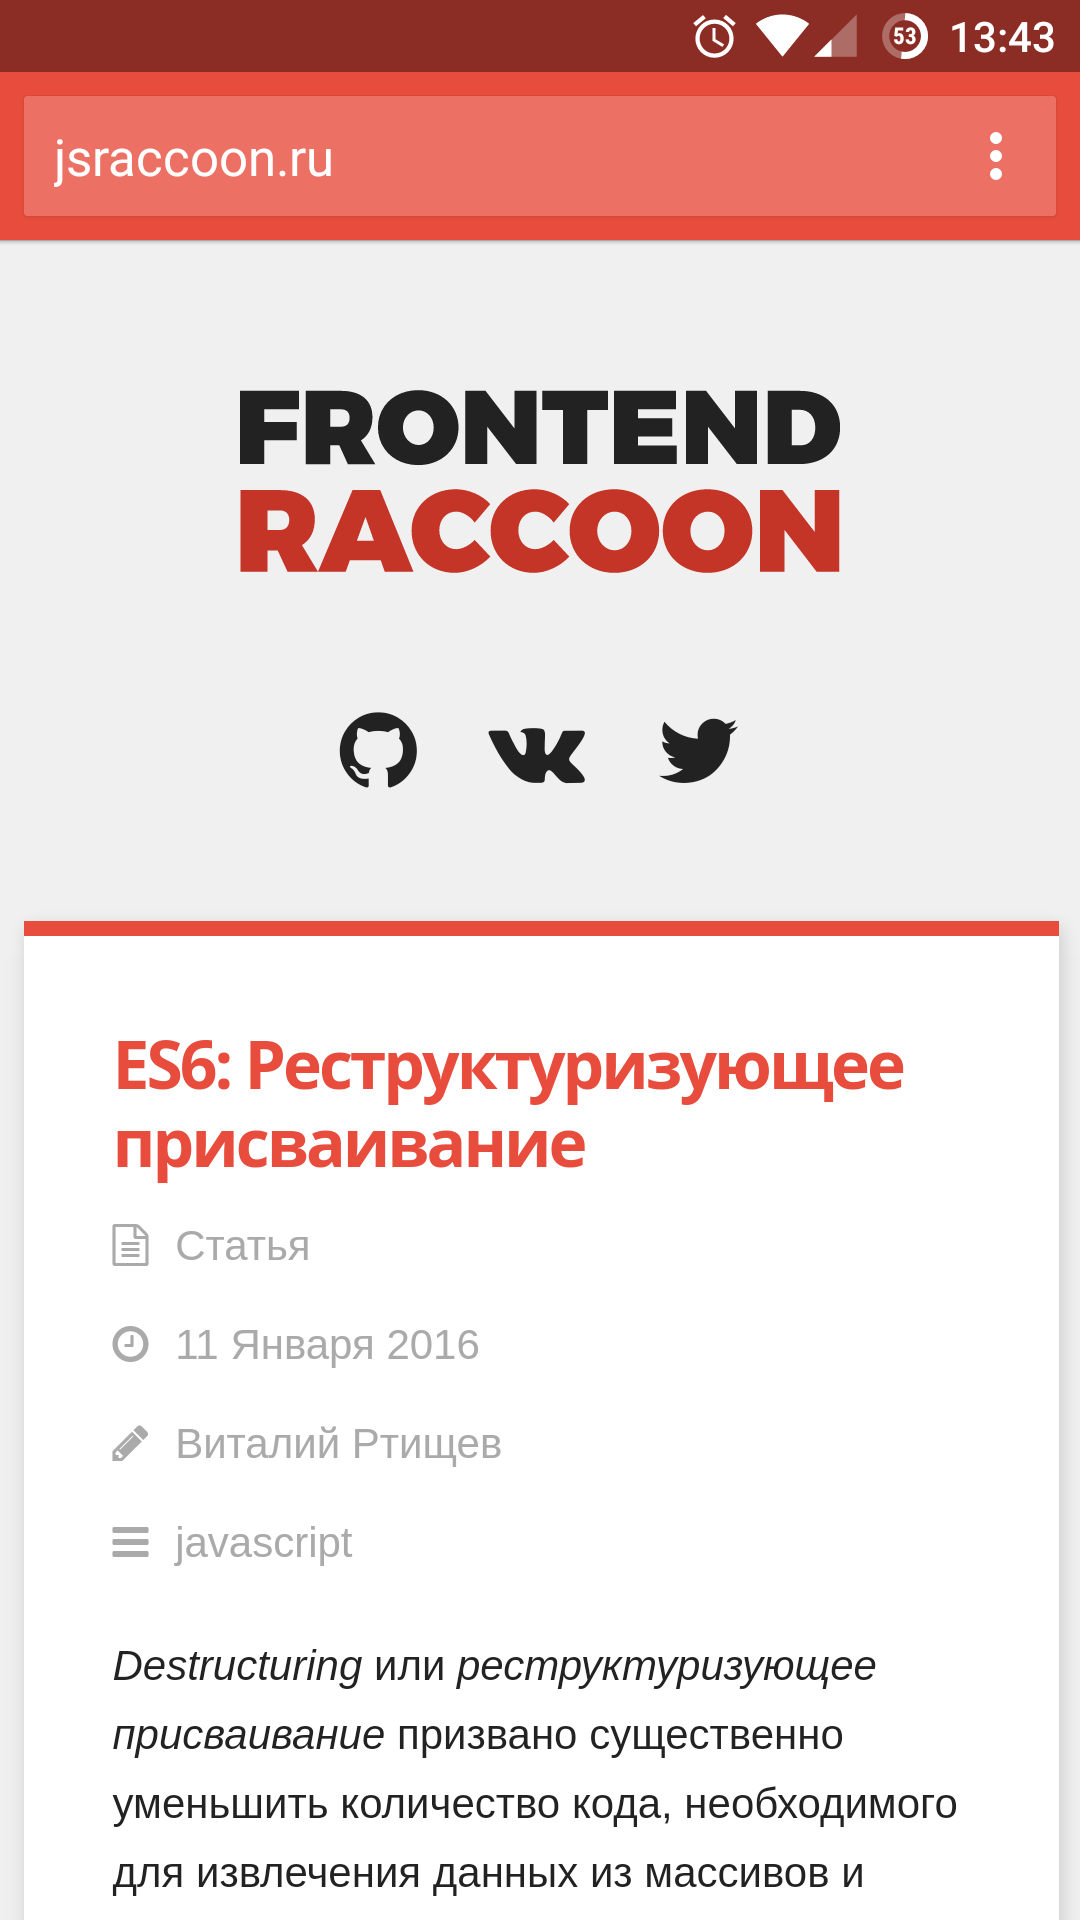 53 13:43
jsraccoon.ru
FRONTEND
RACCOON
ES6: Реструктуризующее
присваивание
Статья
11 Января 2016
Виталий Ртищев
javascript
Destructuring или реструктуризующее
присваивание призвано существенно
уменьшить количество кода, необходимого
для извлечения данных из массивов и